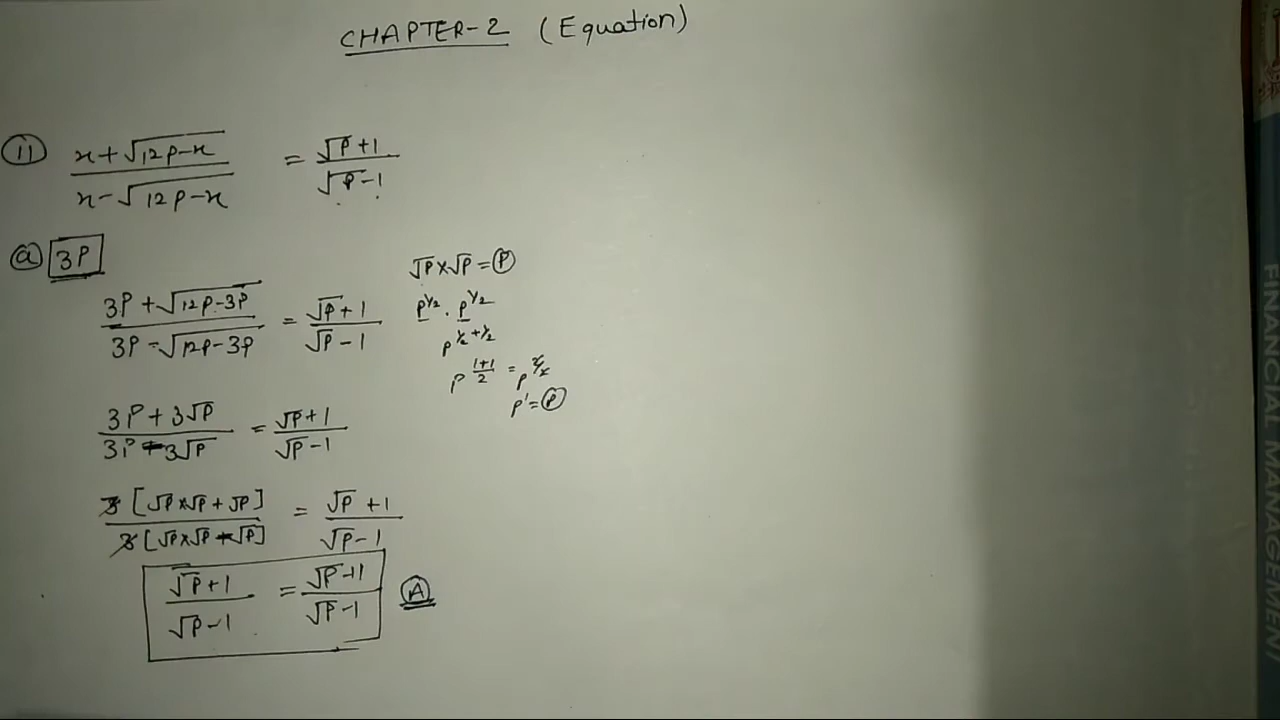 CHAPTER-2 (Equation)
11 x+√12p-x / x-√12p-x = √P+1 / √P-1
a 3P
3P+√12p-3P / 3P-√12p-3p = √P+1 / √P-1
√P×√P=P
p^1/2 . p^1/2
p^1/2+1/2
p^1+1/2 = p^2/2
p^1=P
3P+3√P / 3P-3√P = √P+1 / √P-1
3[√P×√P+√P] / 3[√P×√P-√P] = √P+1 / √P-1
√P+1 / √P-1 = √P+1 / √P-1 A
FINANCIAL MANAGEMENT